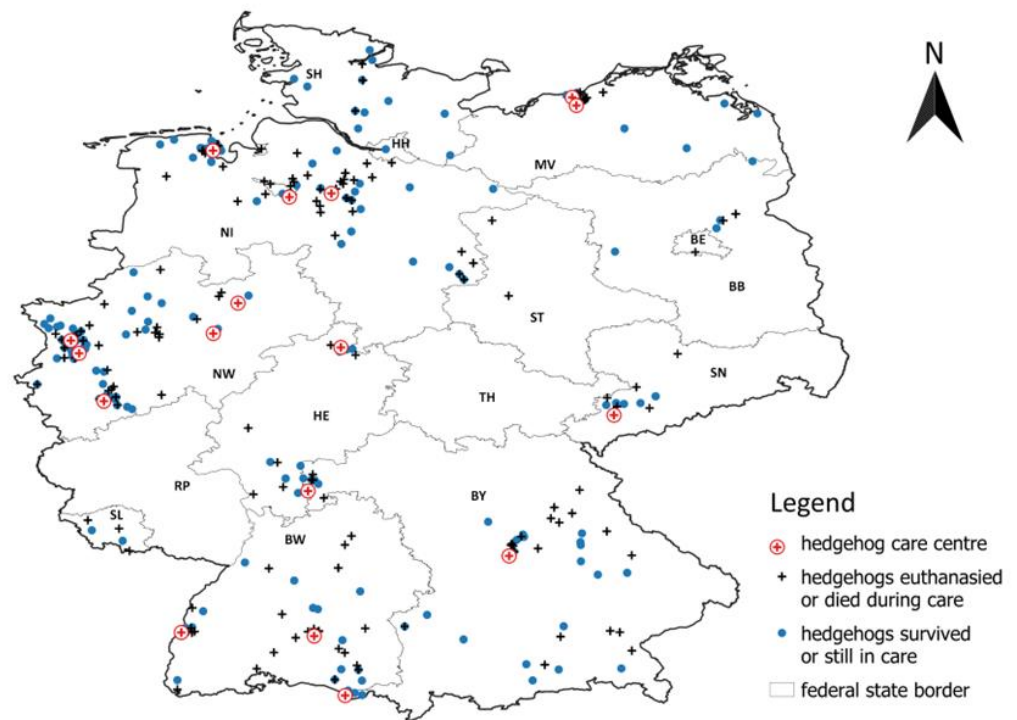 N
SH
HH
MV
NI
BE
BB
ST
NW
SN
HE
TH
RP
BY
SL
BW
Legend
hedgehog care centre
hedgehogs euthanasied
or died during care
hedgehogs survived
or still in care
federal state border